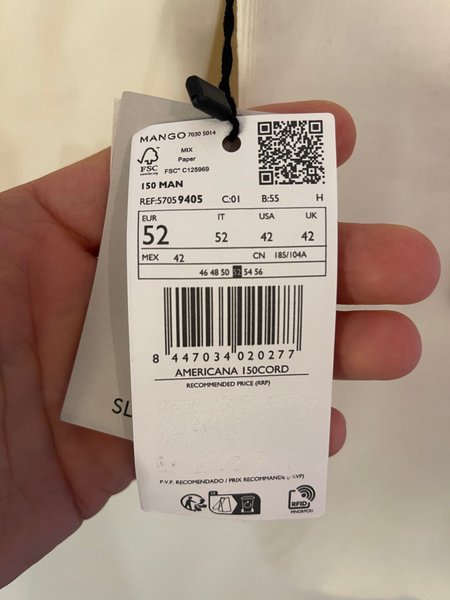 MANGO 7030 5014
MIX
Paper
FSC
FSC™ C125969
150 MAN
REF:5705 9405 C:01 B:55 H
EUR IT USA UK
52 52 42 42
MEX 42 CN 185/104A
46 48 50 52 54 56
8 447034 020277
AMERICANA 150CORD
RECOMMENDED PRICE (RRP)
SL
P.V.P. RECOMENDADO / PRIX RECOMMANDÉ
RFID